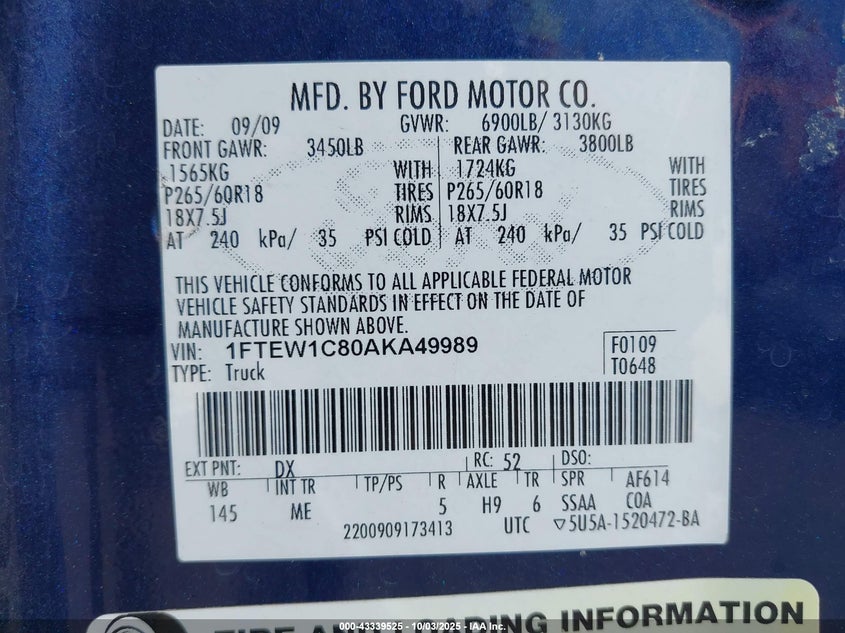 MFD. BY FORD MOTOR CO.
DATE: 09/09 GVWR: 6900LB/ 3130KG
FRONT GAWR: 3450LB REAR GAWR: 3800LB
1565KG WITH 1724KG WITH
P265/60R18 TIRES P265/60R18 TIRES
18X7.5J RIMS 18X7.5J RIMS
AT 240 kPa/ 35 PSI COLD AT 240 kPa/ 35 PSI COLD
THIS VEHICLE CONFORMS TO ALL APPLICABLE FEDERAL MOTOR
VEHICLE SAFETY STANDARDS IN EFFECT ON THE DATE OF
MANUFACTURE SHOWN ABOVE.
VIN: 1FTEW1C80AKA49989 F0109
TYPE: Truck T0648
EXT PNT: DX RC: 52 DSO:
WB INT TR TP/PS R AXLE TR SPR AF614
145 ME 5 H9 6 SSAA COA
2200909173413 UTC ▽5U5A-1520472-BA
TIRE AND LOADING INFORMATION
000-43339525 - 10/03/2025 - IAA Inc.